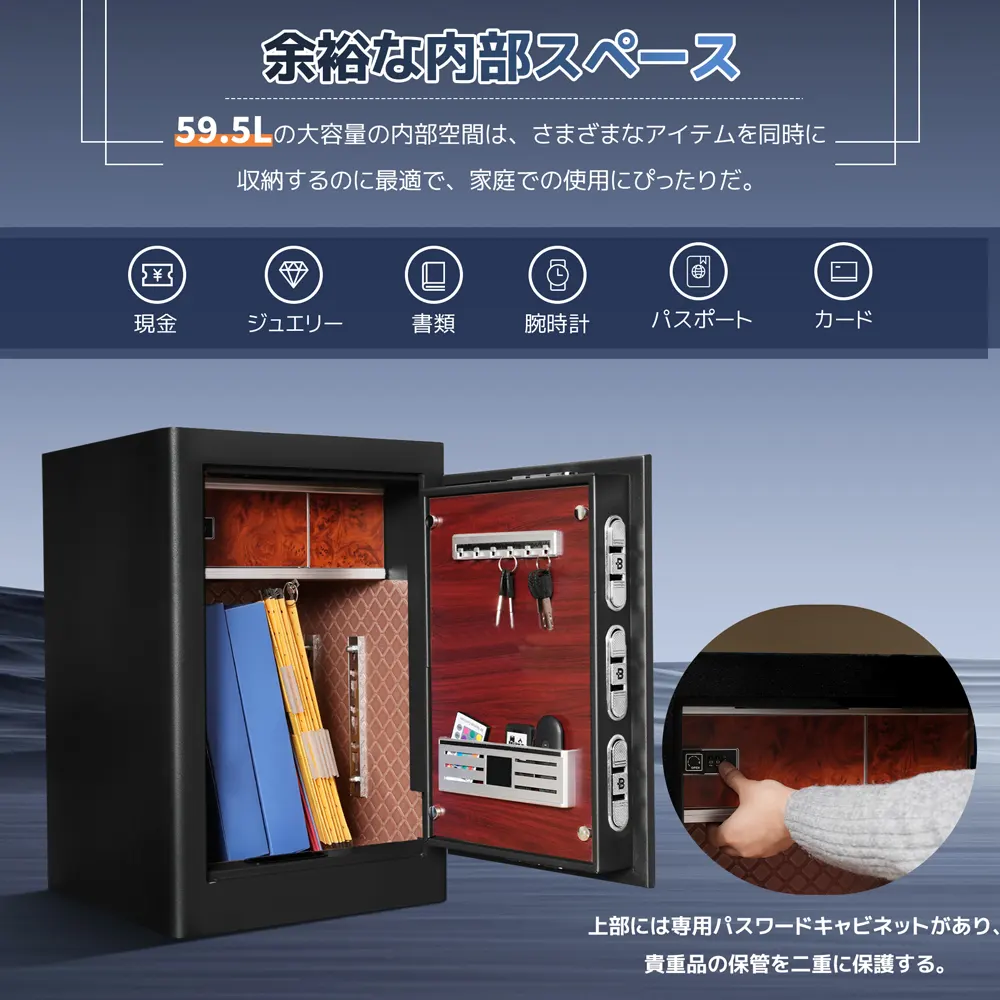 余裕な内部スペース
59.5Lの大容量の内部空間は、さまざまなアイテムを同時に
収納するのに最適で、家庭での使用にぴったりだ。
現金
ジュエリー
書類
腕時計
パスポート
カード
OPEN
上部には専用パスワードキャビネットがあり、
貴重品の保管を二重に保護する。